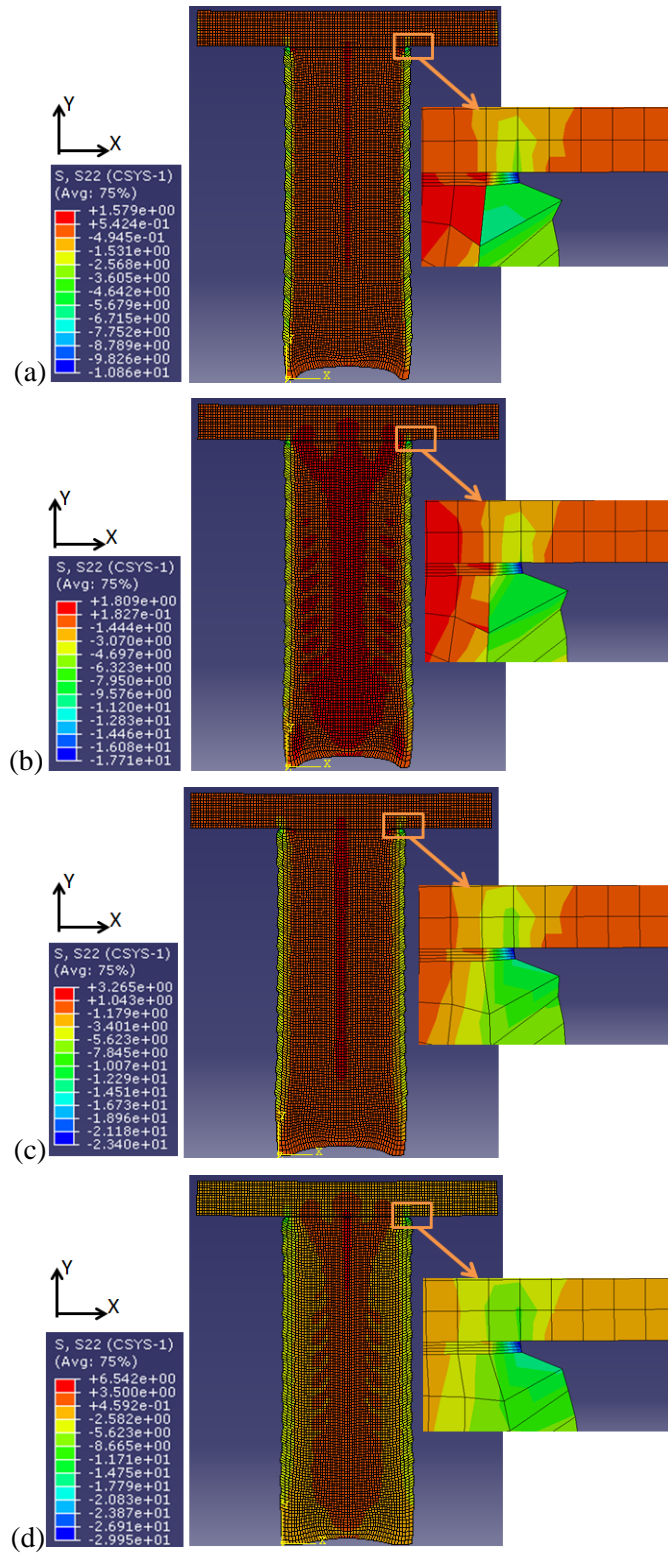 Y
X
S, S22 (CSYS-1)
(Avg: 75%)
+1.579e+00
+5.424e-01
-4.945e-01
-1.531e+00
-2.568e+00
-3.605e+00
-4.642e+00
-5.679e+00
-6.715e+00
-7.752e+00
-8.789e+00
-9.826e+00
-1.086e+01
Y
X
(a)
Y
X
S, S22 (CSYS-1)
(Avg: 75%)
+1.809e+00
+1.827e-01
-1.444e+00
-3.070e+00
-4.697e+00
-6.323e+00
-7.950e+00
-9.576e+00
-1.120e+01
-1.283e+01
-1.446e+01
-1.608e+01
-1.771e+01
Y
X
(b)
Y
X
S, S22 (CSYS-1)
(Avg: 75%)
+3.265e+00
+1.043e+00
-1.179e+00
-3.401e+00
-5.623e+00
-7.845e+00
-1.007e+01
-1.229e+01
-1.451e+01
-1.673e+01
-1.896e+01
-2.118e+01
-2.340e+01
Y
X
(c)
Y
X
S, S22 (CSYS-1)
(Avg: 75%)
+6.542e+00
+3.500e+00
+4.592e-01
-2.582e+00
-5.623e+00
-8.665e+00
-1.171e+01
-1.475e+01
-1.779e+01
-2.083e+01
-2.387e+01
-2.691e+01
-2.995e+01
X
(d)